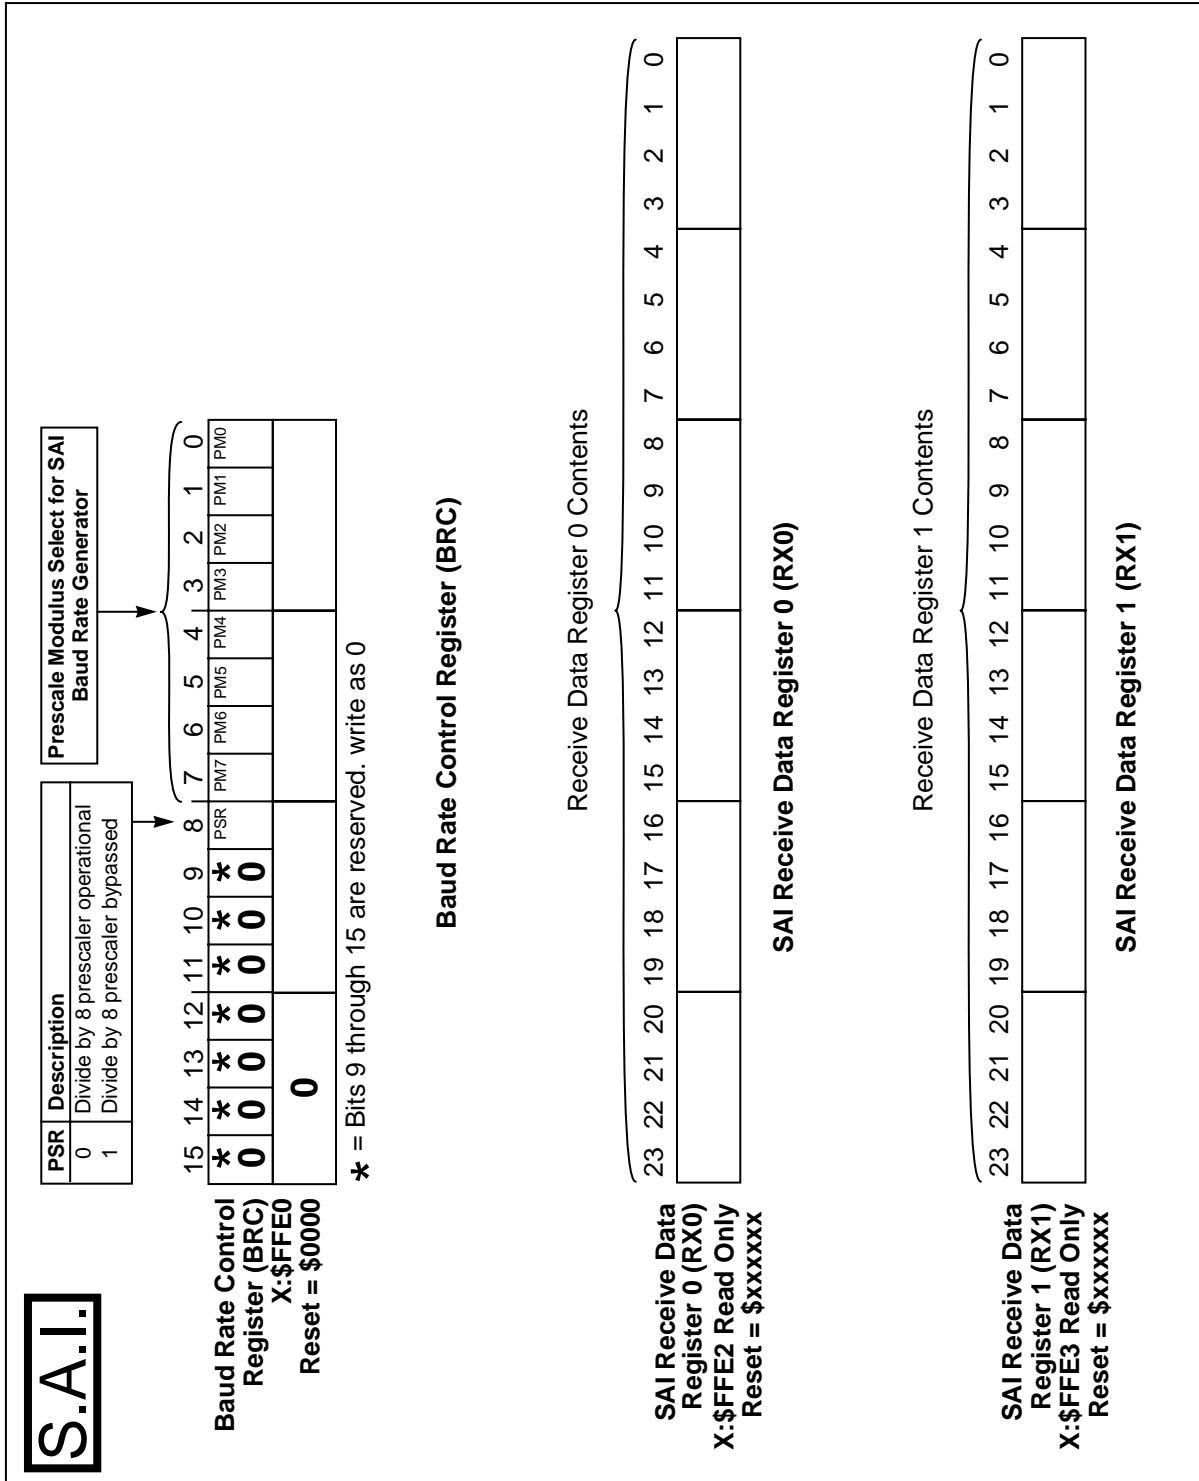 S.A.I.
PSR Description
0 Divide by 8 prescaler operational
1 Divide by 8 prescaler bypassed
Prescale Modulus Select for SAI
Baud Rate Generator
15 14 13 12 11 10 9 8 7 6 5 4 3 2 1 0
Baud Rate Control
Register (BRC)
X:$FFE0
Reset = $0000
* * * * * * * PSR PM7 PM6 PM5 PM4 PM3 PM2 PM1 PM0
0 0 0 0 0 0 0
0
* = Bits 9 through 15 are reserved. write as 0
Baud Rate Control Register (BRC)
Receive Data Register 0 Contents
23 22 21 20 19 18 17 16 15 14 13 12 11 10 9 8 7 6 5 4 3 2 1 0
SAI Receive Data
Register 0 (RX0)
X:$FFE2 Read Only
Reset = $xxxxxx
SAI Receive Data Register 0 (RX0)
Receive Data Register 1 Contents
23 22 21 20 19 18 17 16 15 14 13 12 11 10 9 8 7 6 5 4 3 2 1 0
SAI Receive Data
Register 1 (RX1)
X:$FFE3 Read Only
Reset = $xxxxxx
SAI Receive Data Register 1 (RX1)